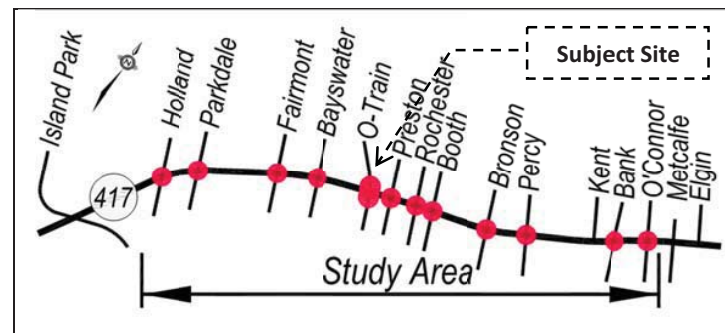 Subject Site
Island Park
Holland
Parkdale
Fairmont
Bayswater
O-Train
Preston
Rochester
Booth
Bronson
Percy
Kent
Bank
O'Connor
Metcalfe
Elgin
417
Study Area